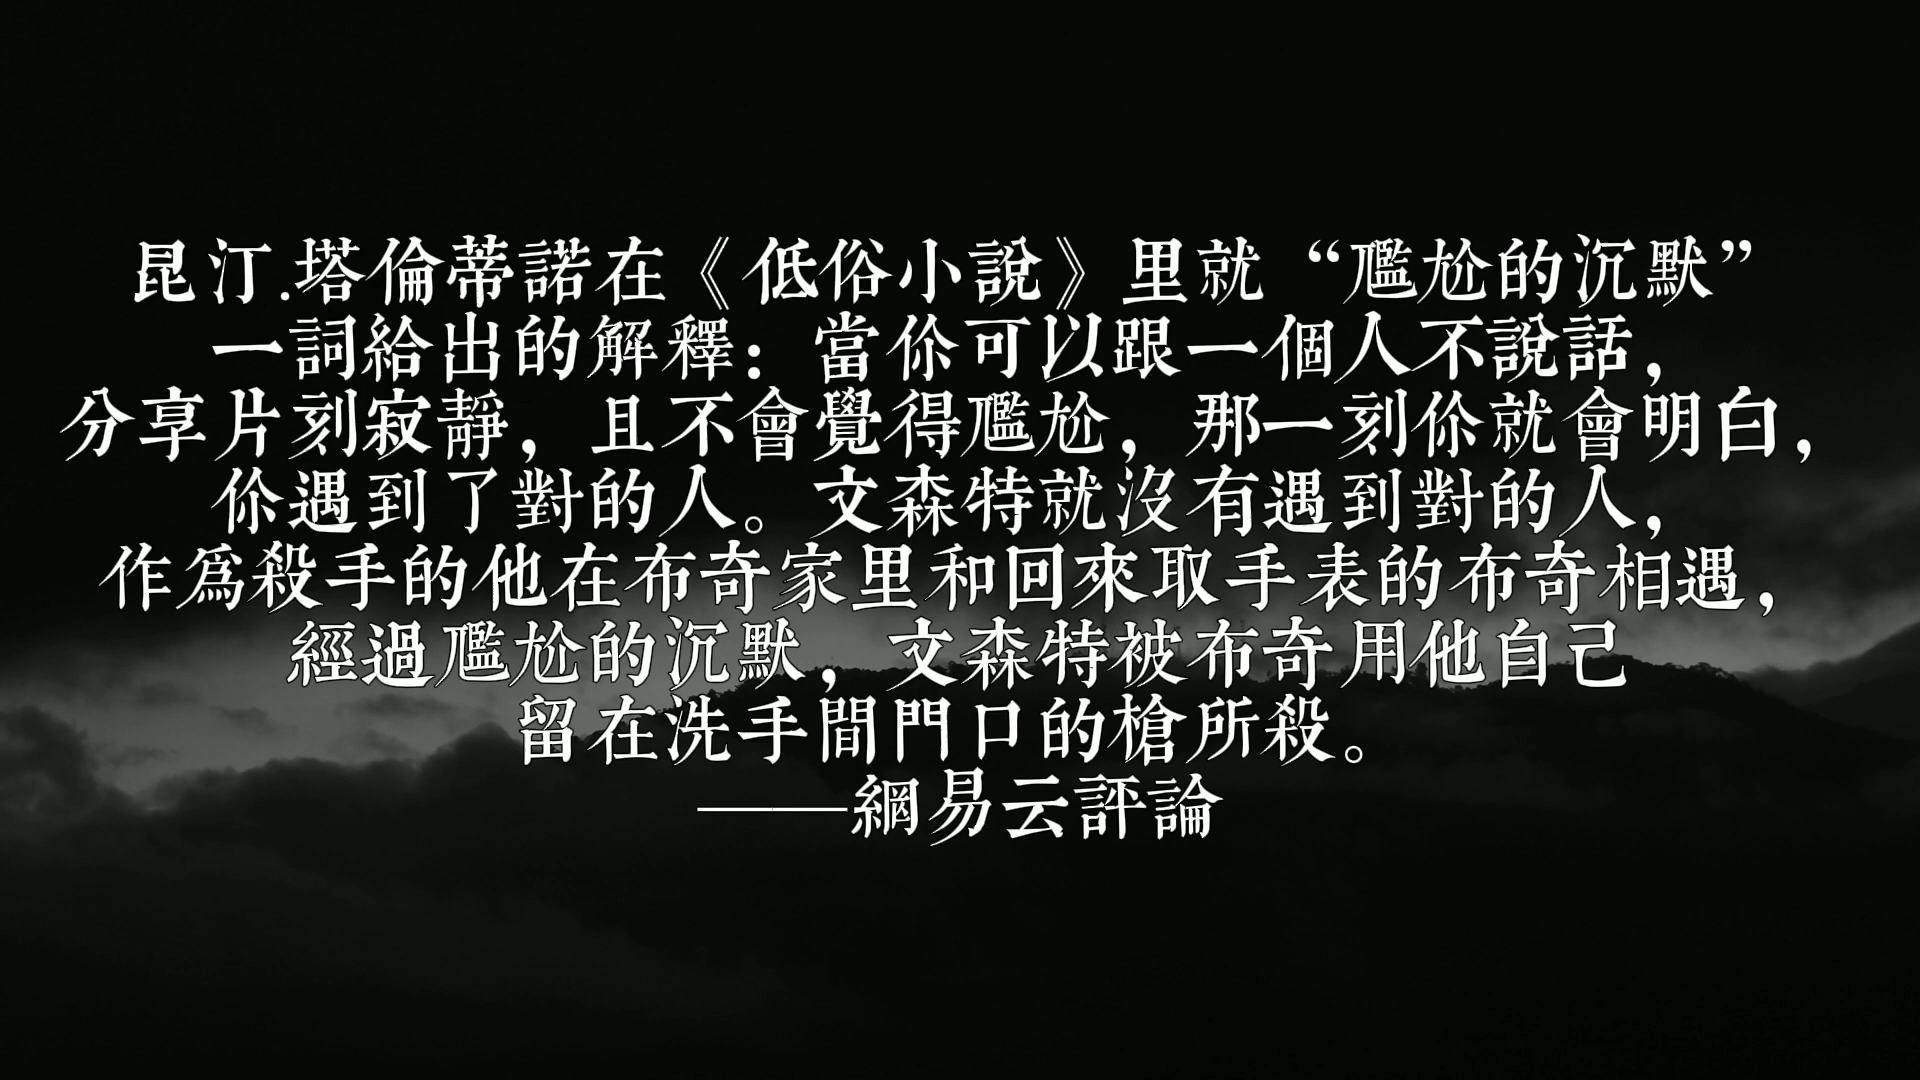 昆汀.塔倫蒂諾在《低俗小說》里就“尷尬的沉默”
一詞給出的解釋：當你可以跟一個人不說話，
分享片刻寂靜，且不會覺得尷尬，那一刻你就會明白，
你遇到了對的人。文森特就沒有遇到對的人，
作爲殺手的他在布奇家里和回來取手表的布奇相遇，
經過尷尬的沉默，文森特被布奇用他自己
留在洗手間門口的槍所殺。
——網易云評論